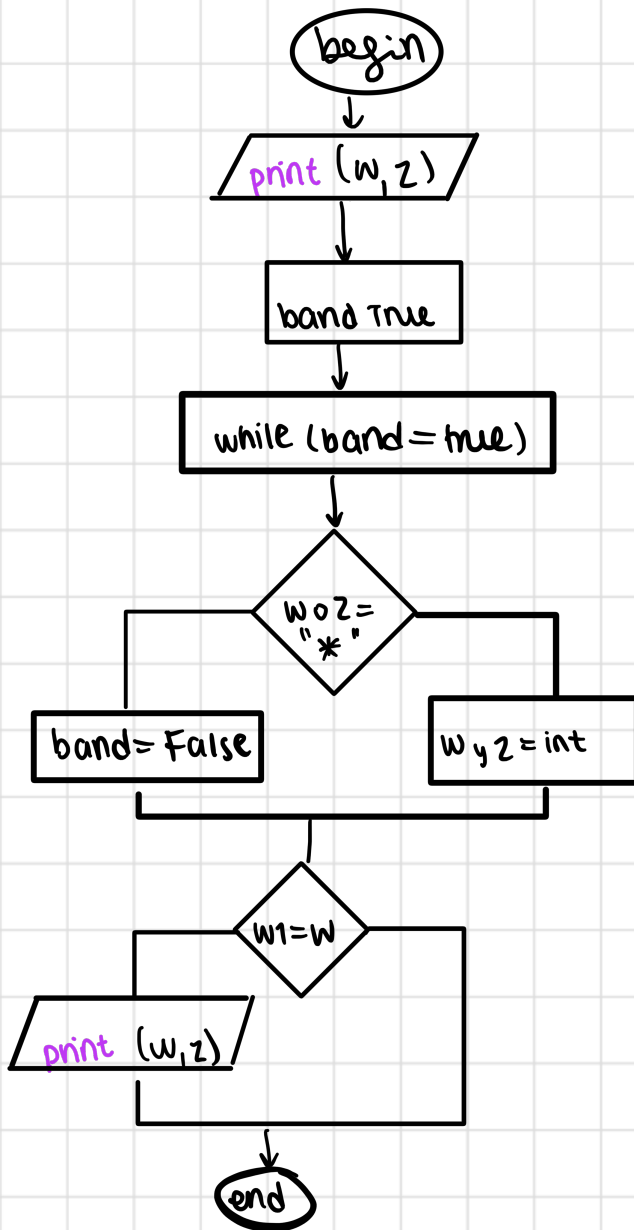 begin
print (w, z)
band True
while (band = true)
w o z =
"*"
band = False
w y z = int
w1 = w
print (w, z)
end